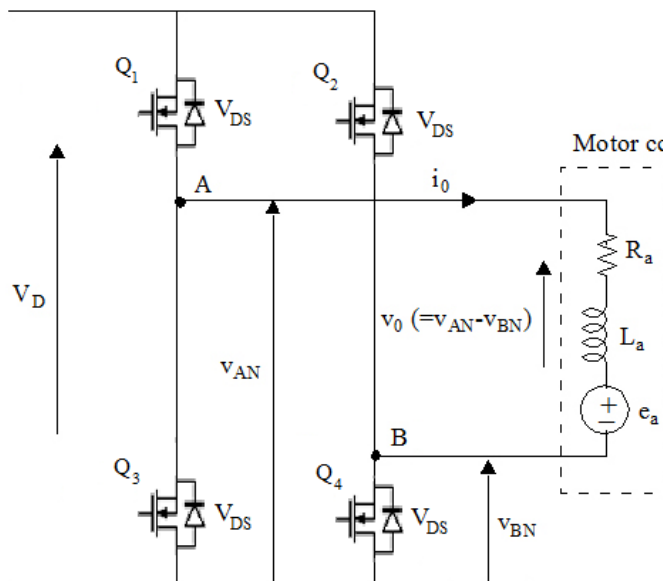 Q1
VDS
Q2
VDS
Motor co
A
i0
Ra
VD
v0 (=vAN-vBN)
La
vAN
ea
B
Q3
VDS
Q4
VDS
vBN